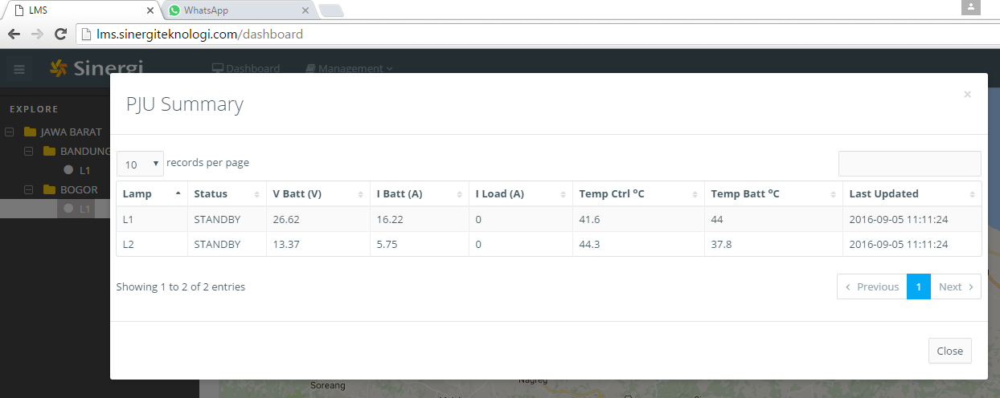 LMS
WhatsApp
lms.sinergiteknologi.com/dashboard
Sinergi Dashboard Management
PJU Summary ×
EXPLORE
JAWA BARAT
BANDUNG
L1
BOGOR
L1
10 records per page
Lamp Status V Batt (V) I Batt (A) I Load (A) Temp Ctrl °C Temp Batt °C Last Updated
L1 STANDBY 26.62 16.22 0 41.6 44 2016-09-05 11:11:24
L2 STANDBY 13.37 5.75 0 44.3 37.8 2016-09-05 11:11:24
Showing 1 to 2 of 2 entries
Previous 1 Next
Close
Nagreg
Soreang